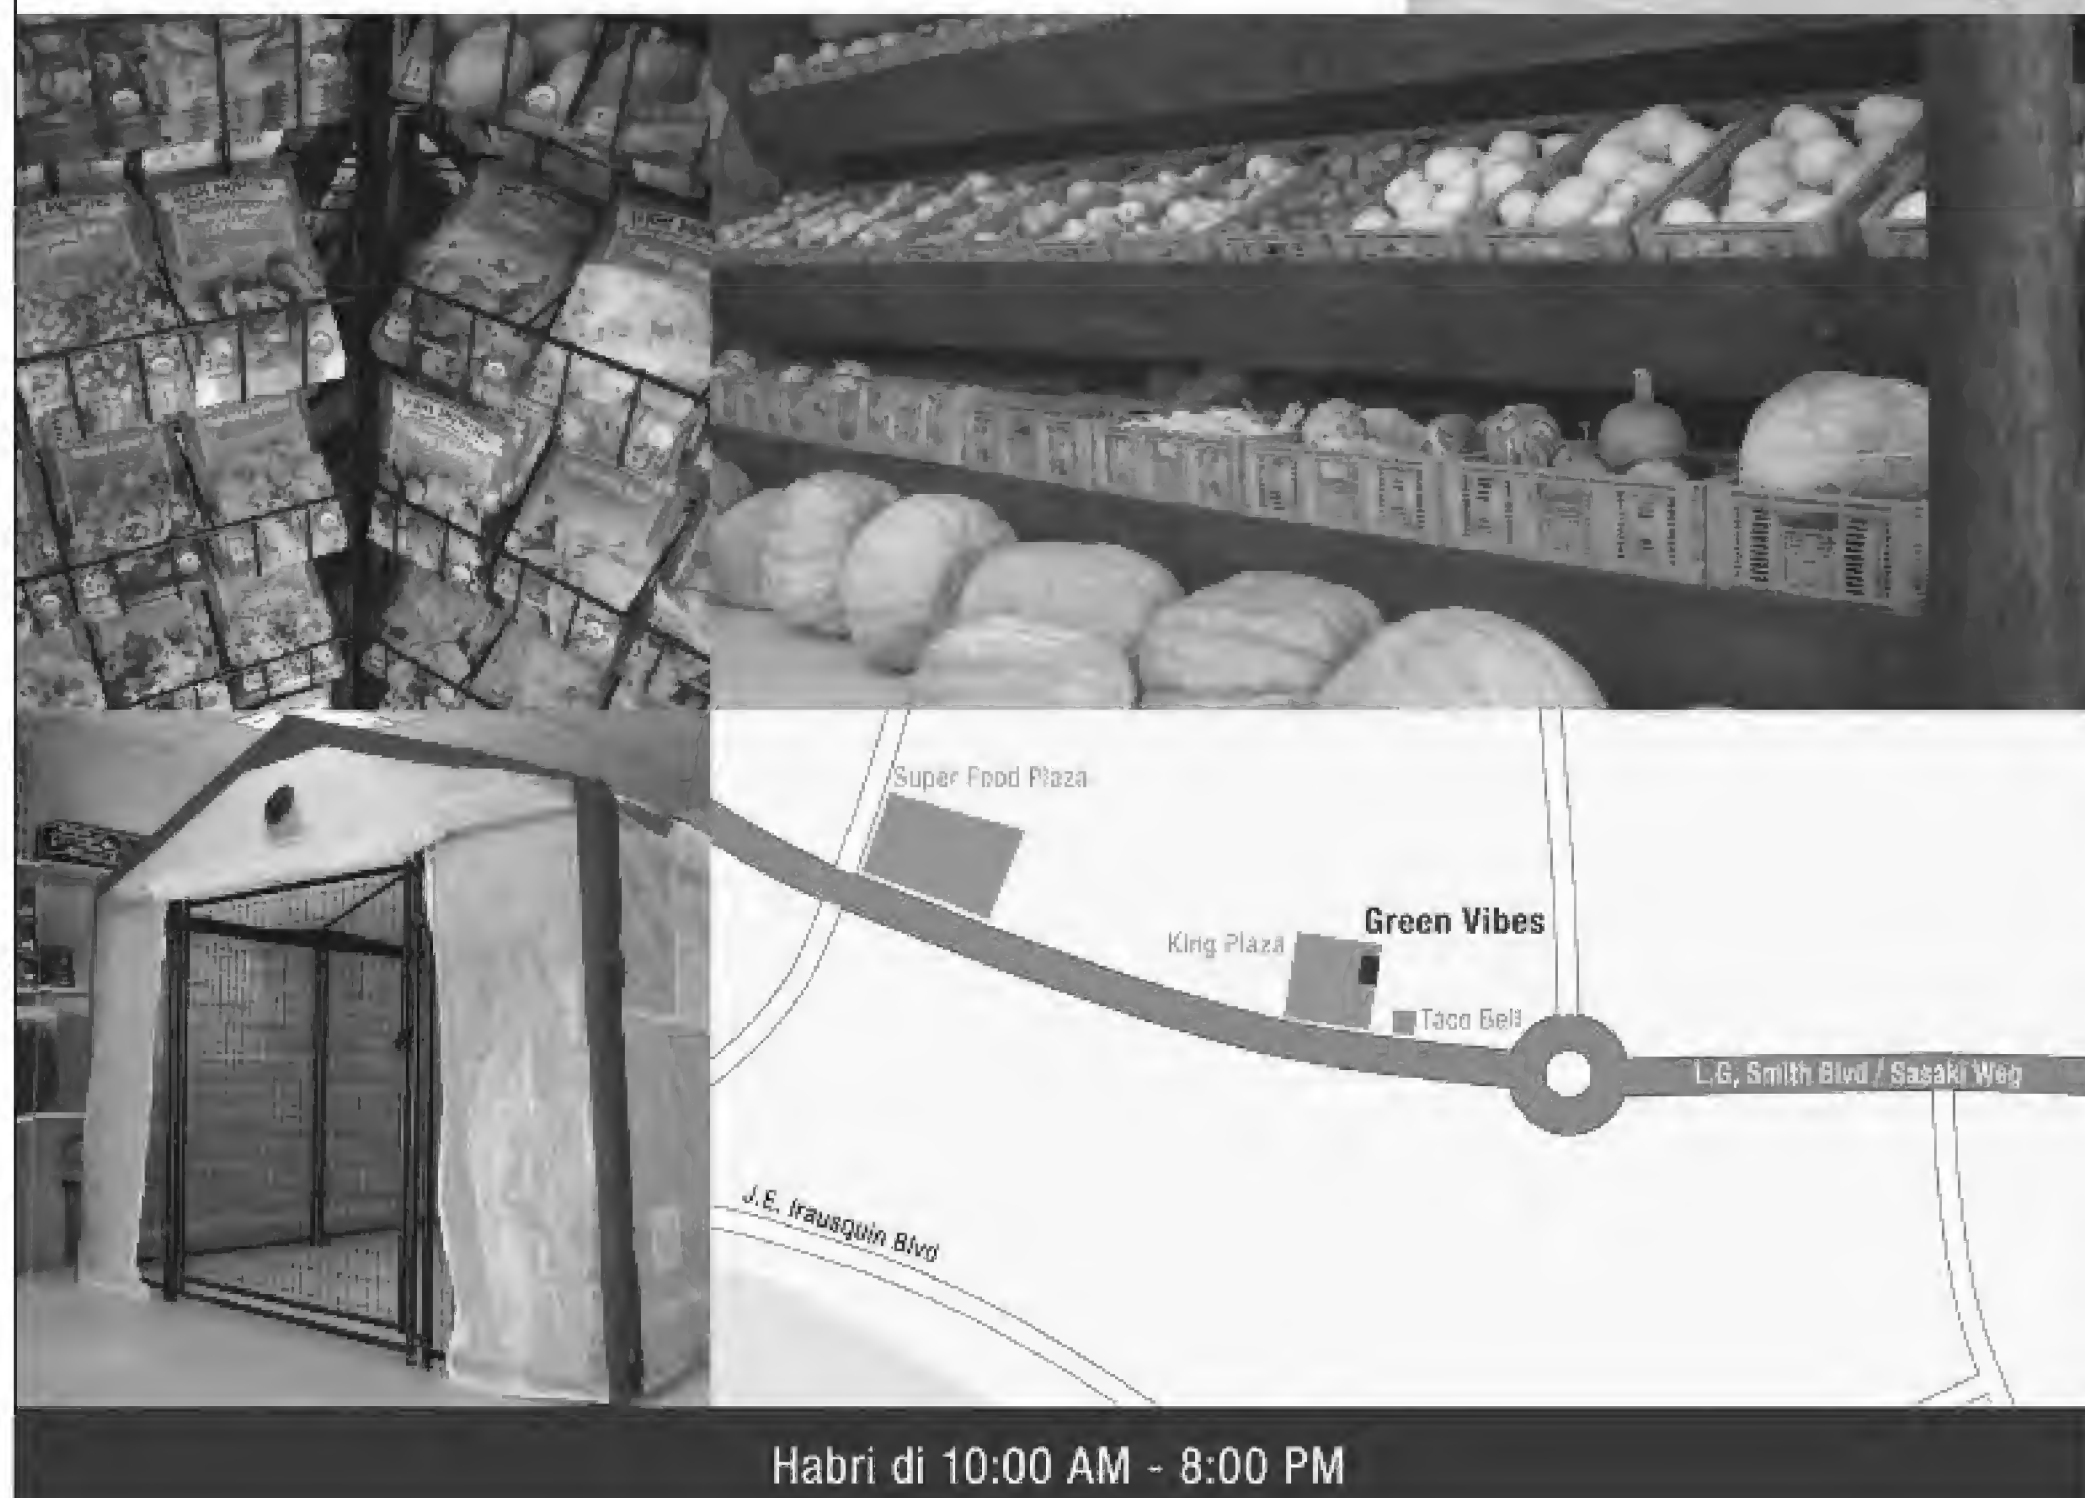 Super Food Plaza
Green Vibes
King Plaza
Taco Bell
L.G. Smith Blvd / Sasaki Weg
J.E. Irausquin Blvd
Habri di 10:00 AM - 8:00 PM